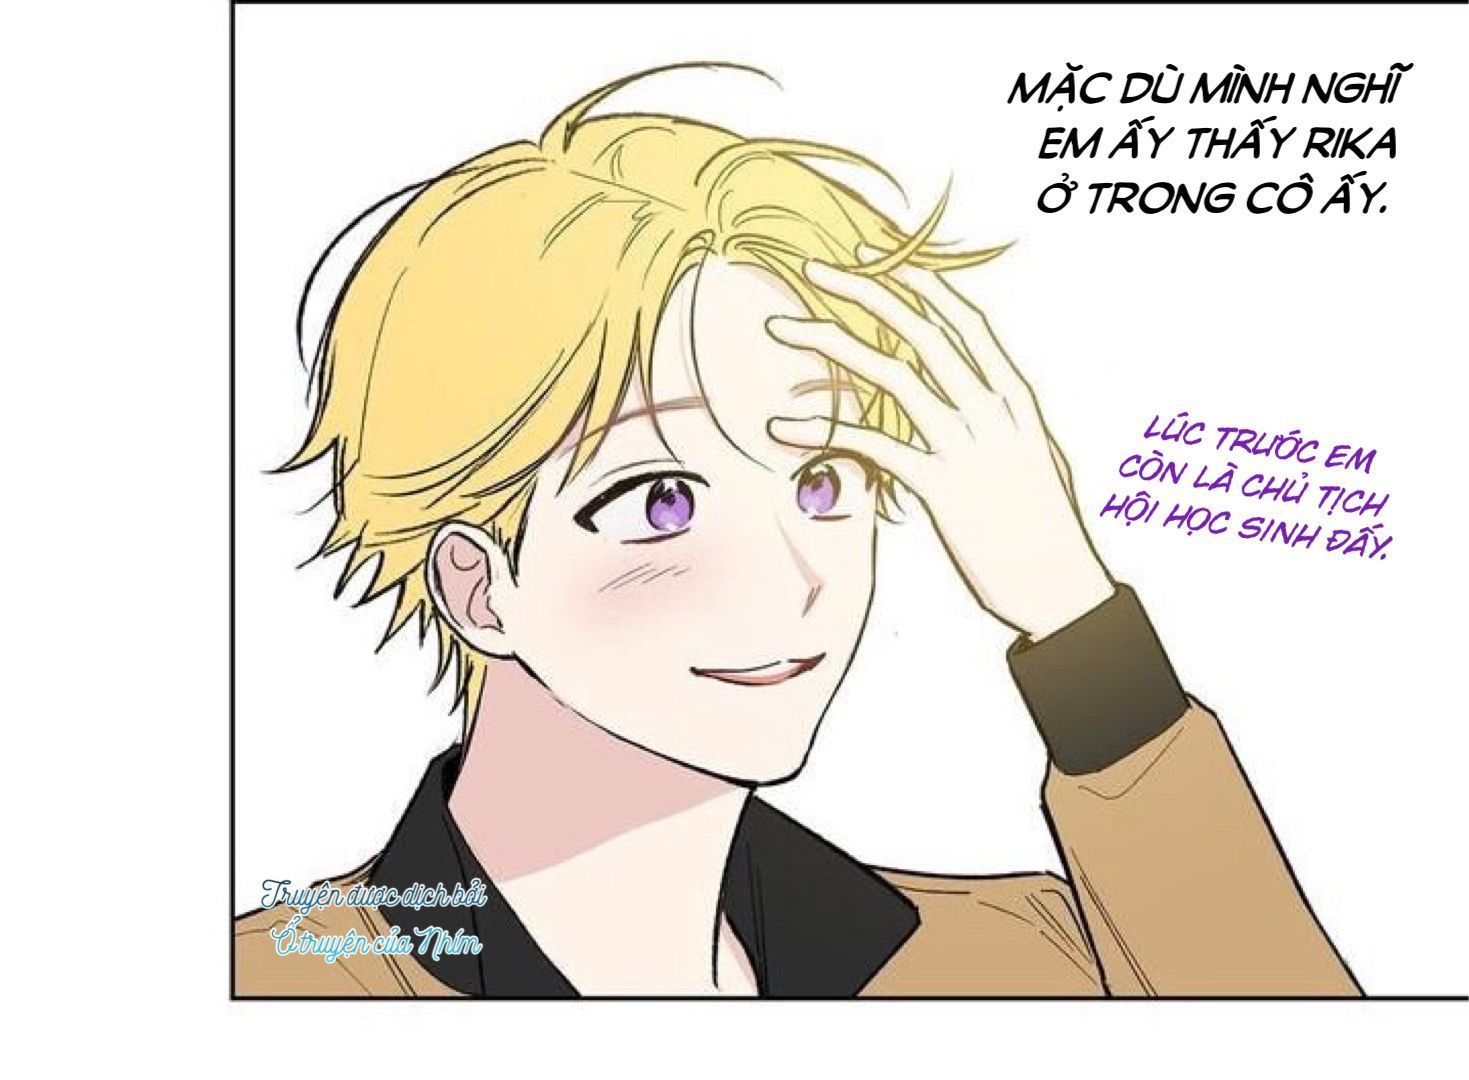 MẶC DÙ MÌNH NGHĨ
EM ẤY THẤY RIKA
Ở TRONG CÔ ẤY.
LÚC TRƯỚC EM
CÒN LÀ CHỦ TỊCH
HỘI HỌC SINH ĐẤY.
Truyện được dịch bởi
Ổ truyện của Nhím